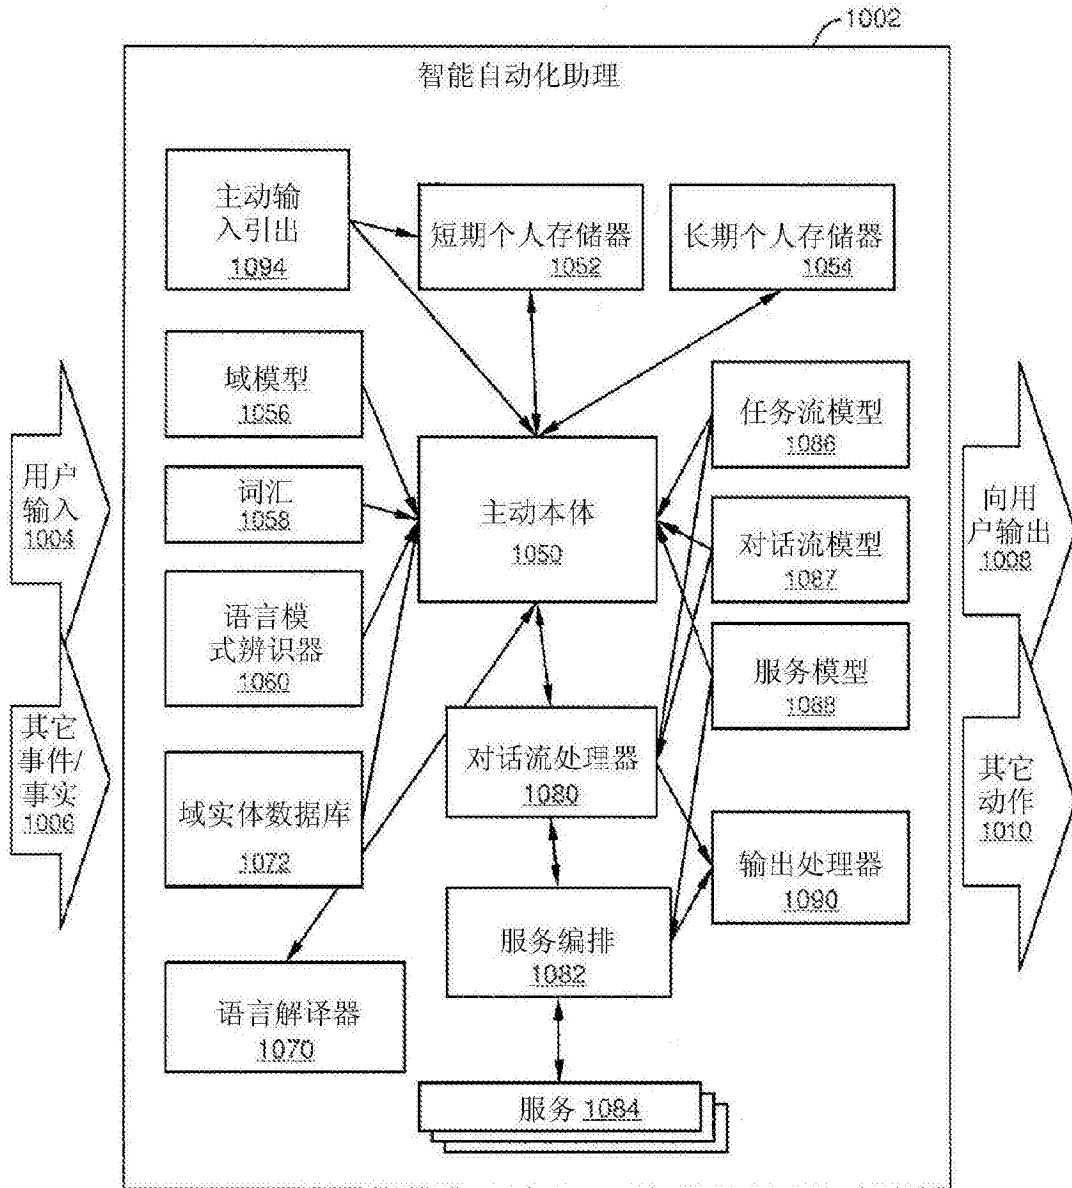 1002
智能自动化助理
主动输
入引出
1094
短期个人存储器
1052
长期个人存储器
1054
域模型
1056
任务流模型
1086
用户
输入
1004
词汇
1058
主动本体
1050
对话流模型
1087
向用
户输出
1008
语言模
式辨识器
1060
服务模型
1088
其它
事件/
事实
1006
对话流处理器
1080
其它
动作
1010
域实体数据库
1072
输出处理器
1090
服务编排
1082
语言解译器
1070
服务 1084